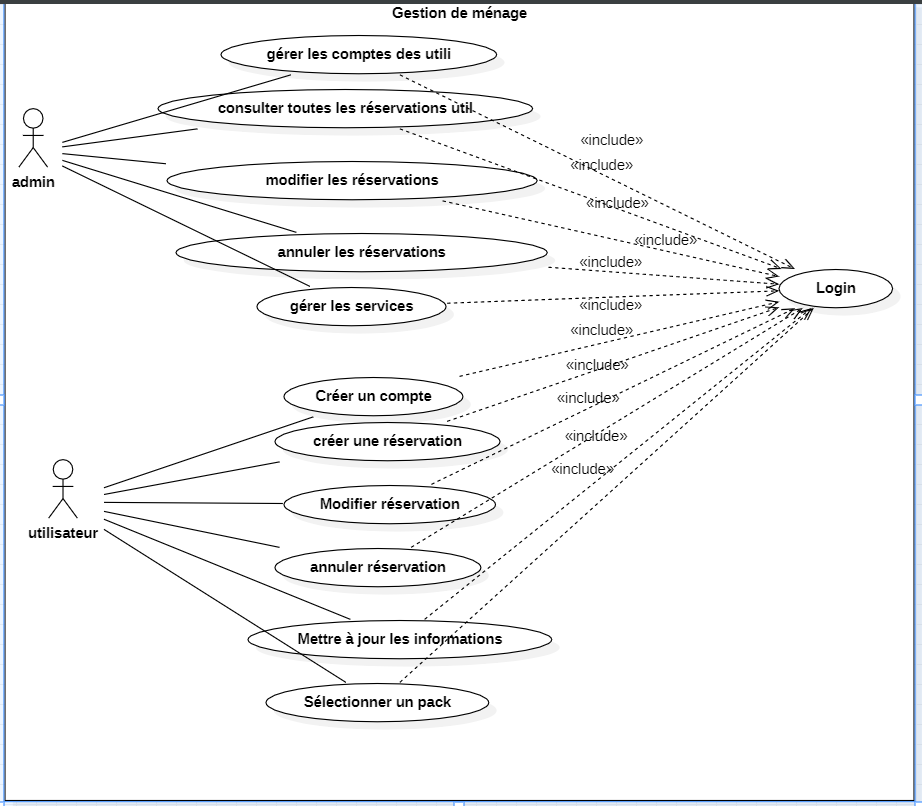 Gestion de ménage
gérer les comptes des utili
consulter toutes les réservations util
«include»
«include»
admin
modifier les réservations
«include»
«include»
annuler les réservations
«include»
Login
gérer les services
«include»
«include»
«include»
Créer un compte
«include»
créer une réservation
«include»
«include»
Modifier réservation
utilisateur
annuler réservation
Mettre à jour les informations
Sélectionner un pack